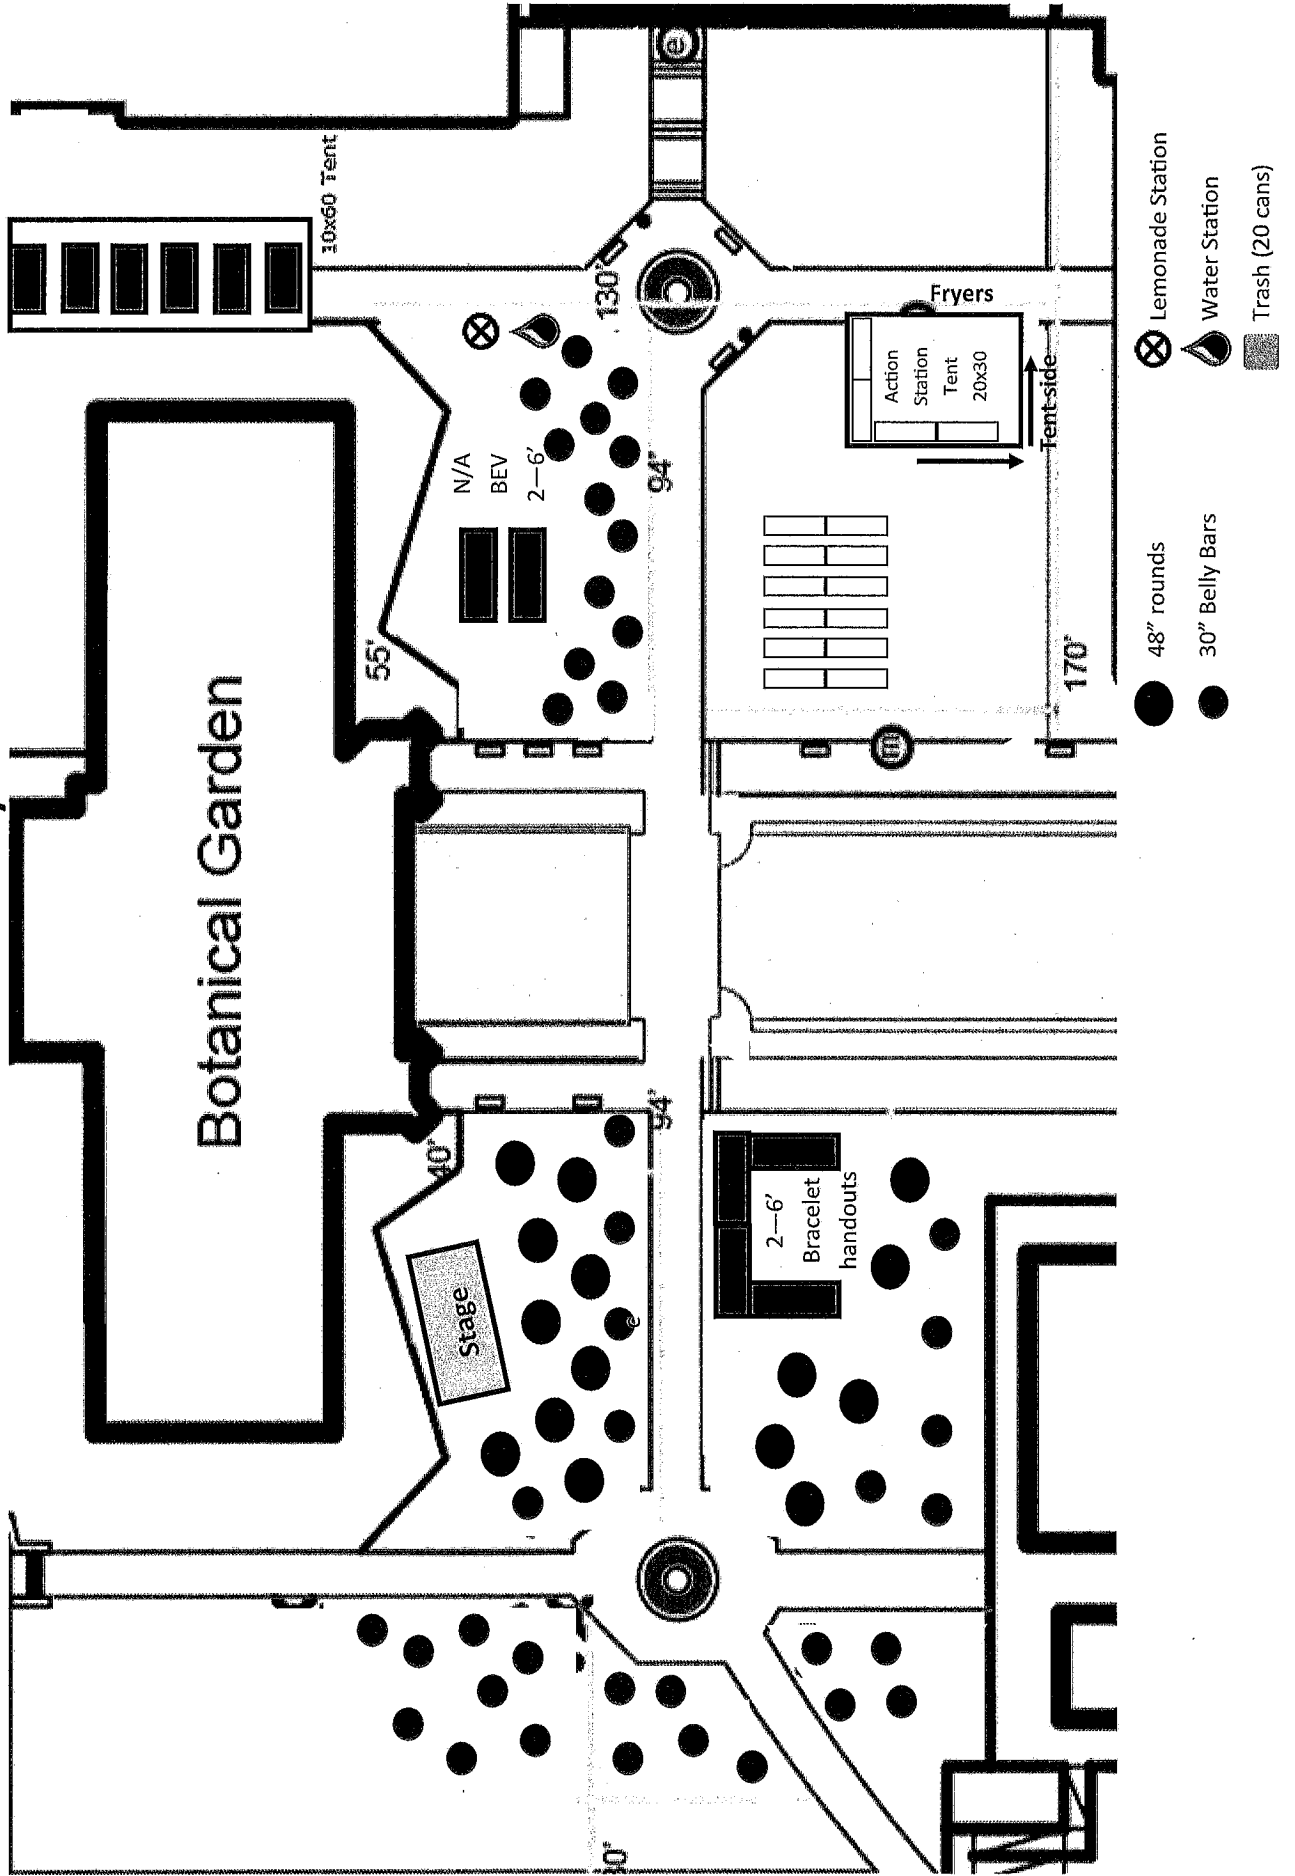 10x60 Tent
Botanical Garden
55'
40'
130'
94'
94'
170'
N/A
BEV
2—6'
Fryers
Action
Station
Tent
20x30
Tent side
Stage
2—6'
Bracelet
handouts
e
m
e
48" rounds
30" Belly Bars
Lemonade Station
Water Station
Trash (20 cans)